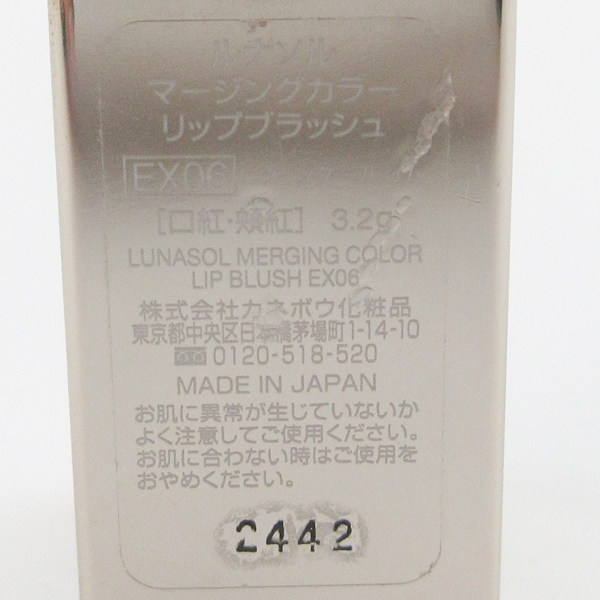 ルナソル
マージングカラー
リップブラッシュ
EX06
[口紅・頬紅] 3.2g
LUNASOL MERGING COLOR
LIP BLUSH EX06
株式会社カネボウ化粧品
東京都中央区日本橋茅場町1-14-10
0120-518-520
MADE IN JAPAN
お肌に異常が生じていないか
よく注意してご使用ください。
お肌に合わない時はご使用を
おやめください。
2442